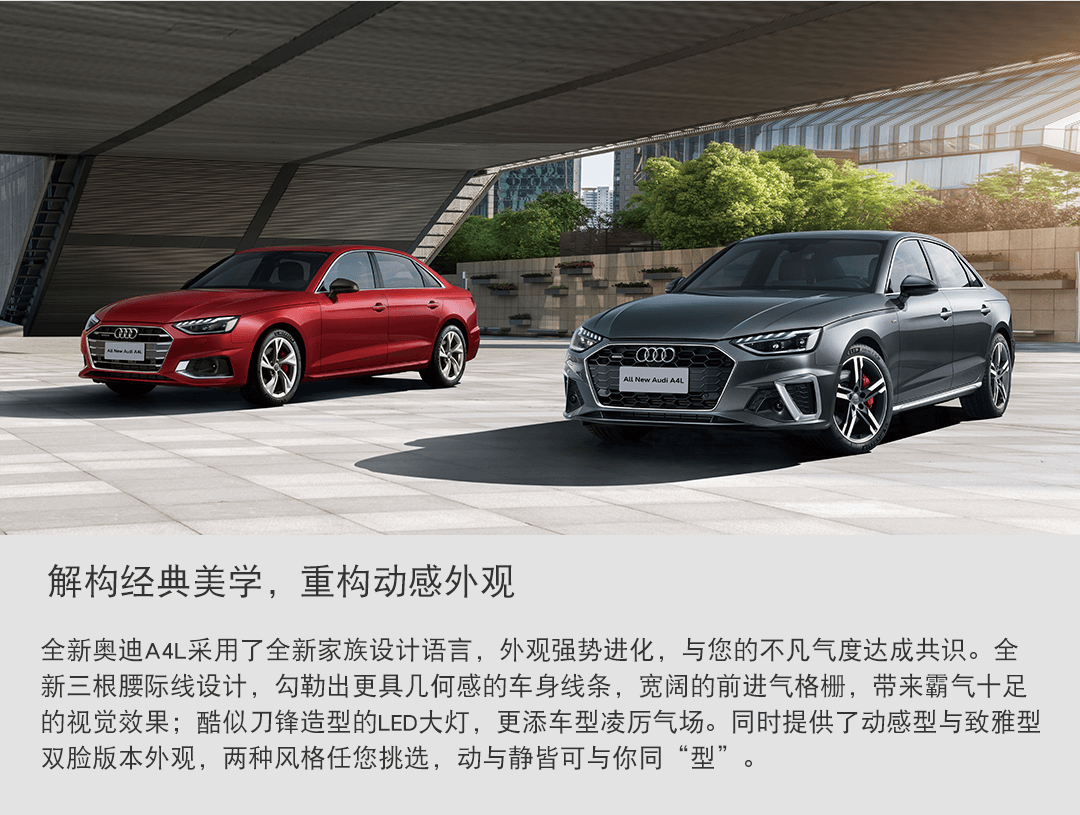 All New Audi A4L
All New Audi A4L
解构经典美学，重构动感外观
全新奥迪A4L采用了全新家族设计语言，外观强势进化，与您的不凡气度达成共识。全
新三根腰际线设计，勾勒出更具几何感的车身线条，宽阔的前进气格栅，带来霸气十足
的视觉效果；酷似刀锋造型的LED大灯，更添车型凌厉气场。同时提供了动感型与致雅型
双脸版本外观，两种风格任您挑选，动与静皆可与你同“型”。